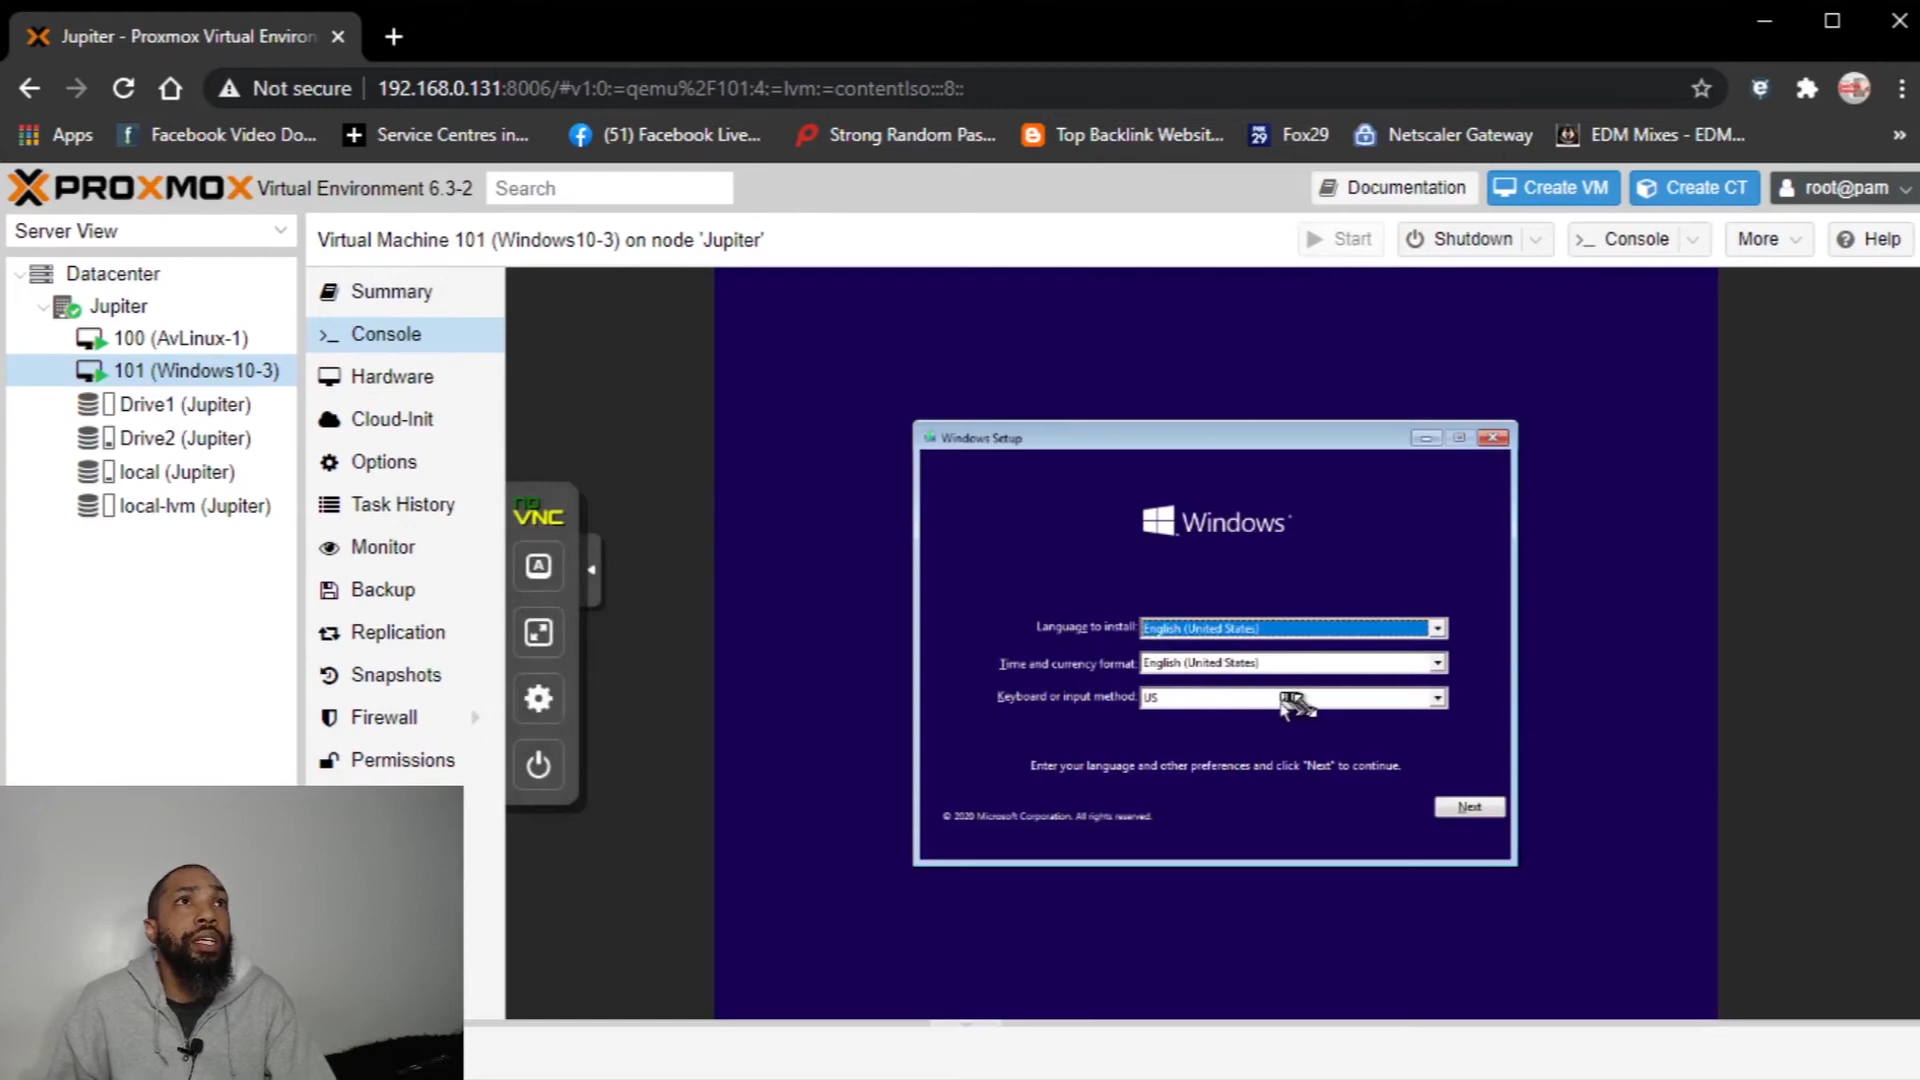 Jupiter - Proxmox Virtual Environ
Not secure
192.168.0.131:8006/#v1:0:=qemu%2F101:4:=lvm:=contentIso:::8::
Apps
Facebook Video Do...
Service Centres in...
(51) Facebook Live...
Strong Random Pas...
Top Backlink Websit...
Fox29
Netscaler Gateway
EDM Mixes - EDM...
»
PROXMOX
Virtual Environment 6.3-2
Search
Documentation
Create VM
Create CT
root@pam
Server View
Virtual Machine 101 (Windows10-3) on node 'Jupiter'
Start
Shutdown
Console
More
Help
Datacenter
Jupiter
100 (AvLinux-1)
101 (Windows10-3)
Drive1 (Jupiter)
Drive2 (Jupiter)
local (Jupiter)
local-lvm (Jupiter)
Summary
Console
Hardware
Cloud-Init
Options
Task History
Monitor
Backup
Replication
Snapshots
Firewall
Permissions
no
VNC
A
Windows Setup
Windows
Language to install:
English (United States)
Time and currency format:
English (United States)
Keyboard or input method:
US
Enter your language and other preferences and click "Next" to continue.
Next
© 2020 Microsoft Corporation. All rights reserved.